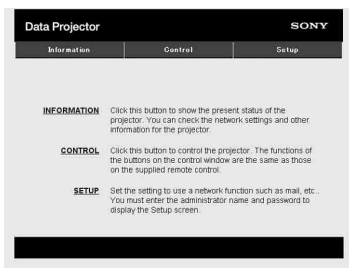 Data Projector
SONY
Information Control Setup
INFORMATION Click this button to show the present status of the
projector. You can check the network settings and other
information for the projector.
CONTROL Click this button to control the projector. The functions of
the buttons on the control window are the same as those
on the supplied remote control.
SETUP Set the setting to use a network function such as mail, etc..
You must enter the administrator name and password to
display the Setup screen.